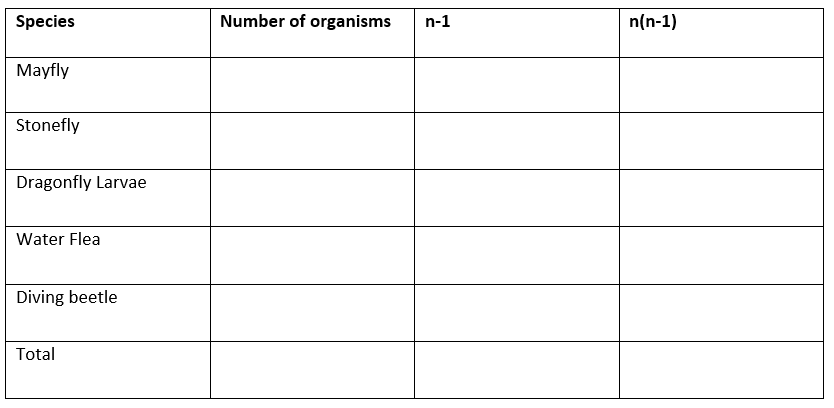 Species Number of organisms n-1 n(n-1)
Mayfly
Stonefly
Dragonfly Larvae
Water Flea
Diving beetle
Total